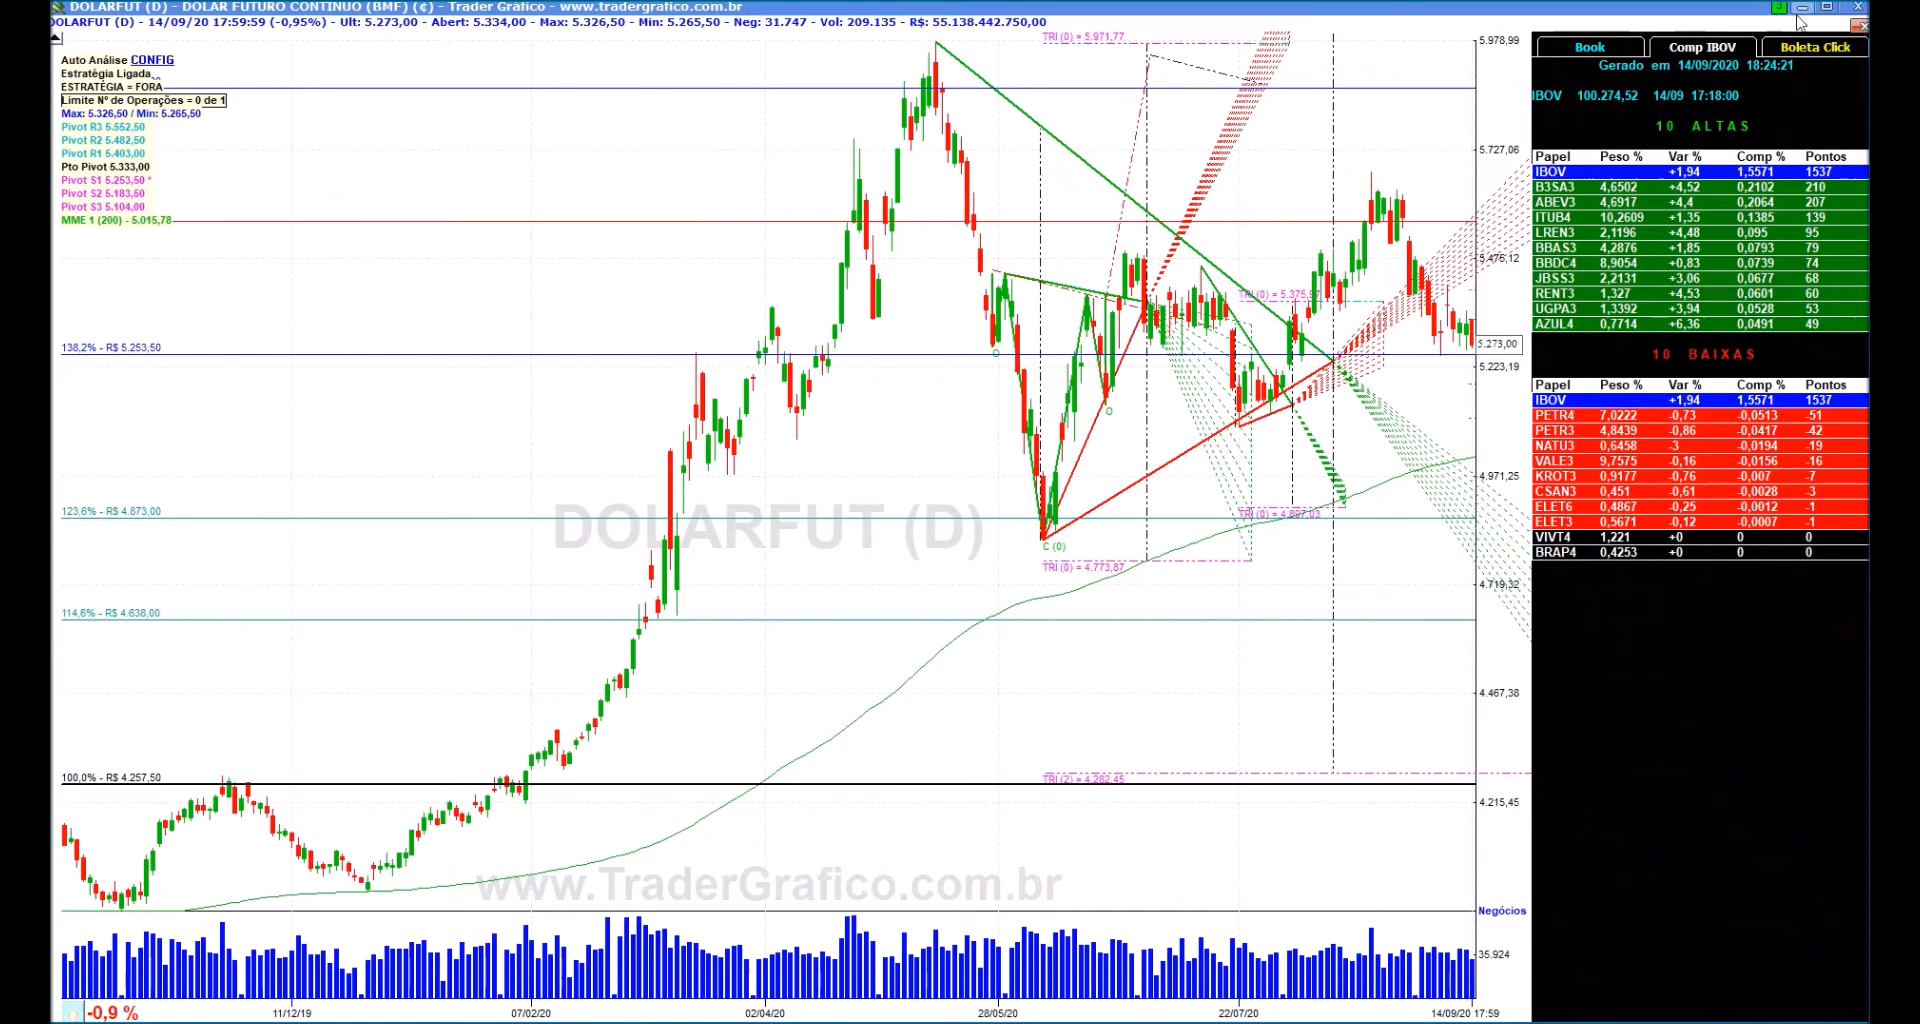 DOLARFUT (D) - DOLAR FUTURO CONTINUO (BMF) (¢) - Trader Gráfico - www.tradergrafico.com.br
DOLARFUT (D) - 14/09/20 17:59:59 (-0,95%) - Ult: 5.273,00 - Abert: 5.334,00 - Max: 5.326,50 - Min: 5.265,50 - Neg: 31.747 - Vol: 209.135 - R$: 55.138.442.750,00
3
Auto Análise CONFIG
Estratégia Ligada
ESTRATÉGIA = FORA
Limite Nº de Operações = 0 de 1
Max: 5.326,50 / Min: 5.265,50
Pivot R3 5.552,50
Pivot R2 5.482,50
Pivot R1 5.403,00
Pto Pivot 5.333,00
Pivot S1 5.253,50 *
Pivot S2 5.183,50
Pivot S3 5.104,00
MME 1 (200) - 5.015,78
138,2% - R$ 5.253,50
123,6% - R$ 4.873,00
114,6% - R$ 4.638,00
100,0% - R$ 4.257,50
TRI (0) = 5.971,77
TRI (0) = 5.375,
O
O
C (0)
TRI (0) = 4.897,03
TRI (0) = 4.773,87
TRI (2) = 4.282,45
DOLARFUT (D)
www.TraderGrafico.com.br
5.978,99
5.727,06
5.475,12
5.273,00
5.223,19
4.971,25
4.719,32
4.467,38
4.215,45
Negócios
35.924
-0,9 %
11/12/19
07/02/20
02/04/20
28/05/20
22/07/20
14/09/20 17:59
Book
Comp IBOV
Boleta Click
Gerado em 14/09/2020 18:24:21
IBOV 100.274,52 14/09 17:18:00
10 ALTAS
Papel Peso % Var % Comp % Pontos
IBOV +1,94 1,5571 1537
B3SA3 4,6502 +4,52 0,2102 210
ABEV3 4,6917 +4,4 0,2064 207
ITUB4 10,2609 +1,35 0,1385 139
LREN3 2,1196 +4,48 0,095 95
BBAS3 4,2876 +1,85 0,0793 79
BBDC4 8,9054 +0,83 0,0739 74
JBSS3 2,2131 +3,06 0,0677 68
RENT3 1,327 +4,53 0,0601 60
UGPA3 1,3392 +3,94 0,0528 53
AZUL4 0,7714 +6,36 0,0491 49
10 BAIXAS
Papel Peso % Var % Comp % Pontos
IBOV +1,94 1,5571 1537
PETR4 7,0222 -0,73 -0,0513 -51
PETR3 4,8439 -0,86 -0,0417 -42
NATU3 0,6458 -3 -0,0194 -19
VALE3 9,7575 -0,16 -0,0156 -16
KROT3 0,9177 -0,76 -0,007 -7
CSAN3 0,451 -0,61 -0,0028 -3
ELET6 0,4867 -0,25 -0,0012 -1
ELET3 0,5671 -0,12 -0,0007 -1
VIVT4 1,221 +0 0 0
BRAP4 0,4253 +0 0 0